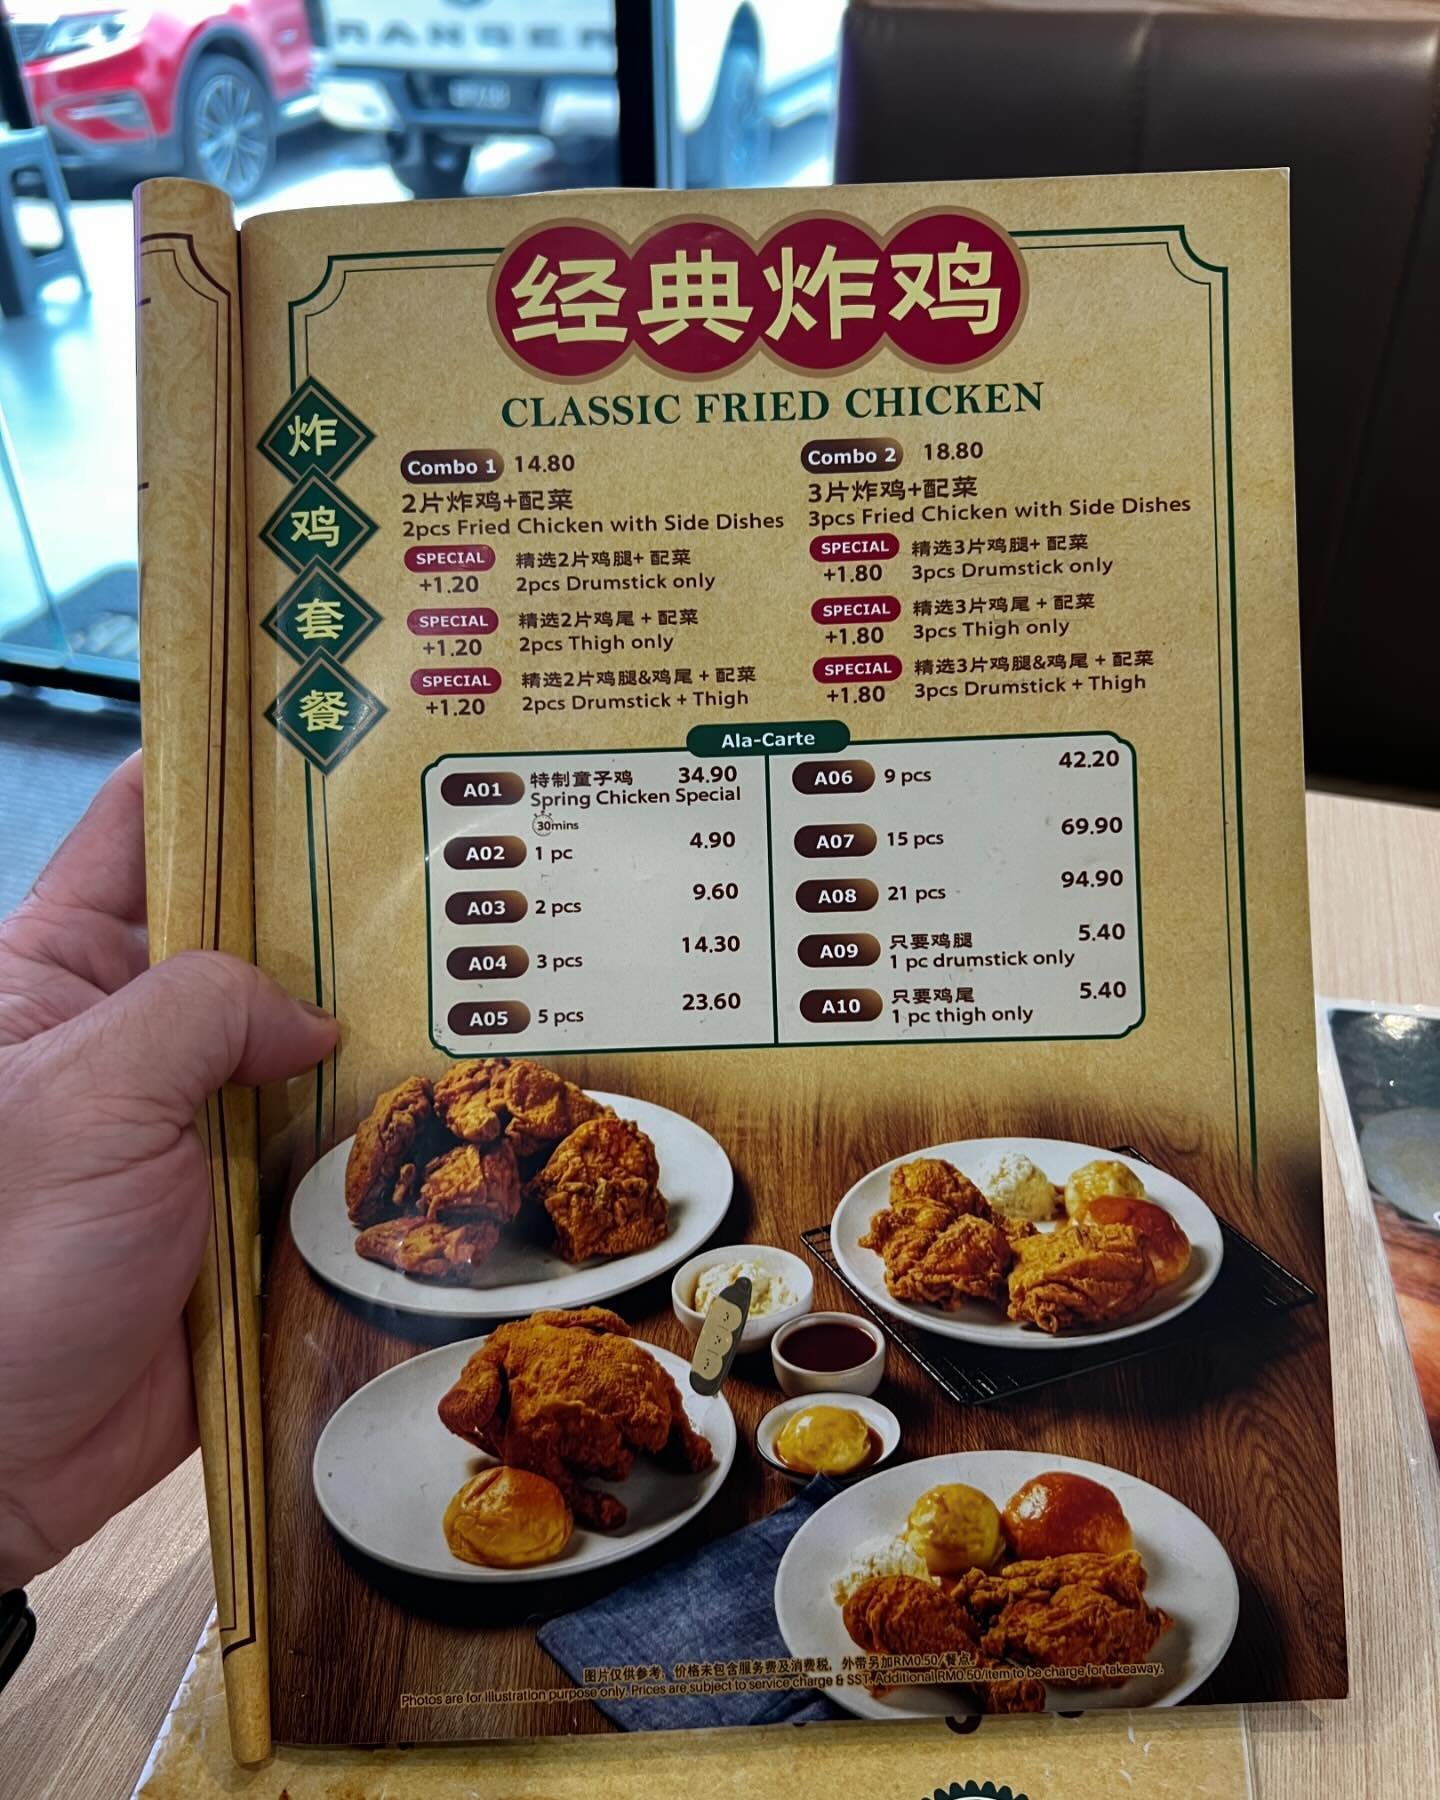 RANGER
经典炸鸡
CLASSIC FRIED CHICKEN
炸
鸡
套
餐
Combo 1 14.80
2片炸鸡+配菜
2pcs Fried Chicken with Side Dishes
SPECIAL 精选2片鸡腿+ 配菜
+1.20 2pcs Drumstick only
SPECIAL 精选2片鸡尾 + 配菜
+1.20 2pcs Thigh only
SPECIAL 精选2片鸡腿&鸡尾 + 配菜
+1.20 2pcs Drumstick + Thigh
Combo 2 18.80
3片炸鸡+配菜
3pcs Fried Chicken with Side Dishes
SPECIAL 精选3片鸡腿+ 配菜
+1.80 3pcs Drumstick only
SPECIAL 精选3片鸡尾 + 配菜
+1.80 3pcs Thigh only
SPECIAL 精选3片鸡腿&鸡尾 + 配菜
+1.80 3pcs Drumstick + Thigh
Ala-Carte
A01 特制童子鸡 34.90
Spring Chicken Special
30mins
A02 1 pc 4.90
A03 2 pcs 9.60
A04 3 pcs 14.30
A05 5 pcs 23.60
A06 9 pcs 42.20
A07 15 pcs 69.90
A08 21 pcs 94.90
A09 只要鸡腿 5.40
1 pc drumstick only
A10 只要鸡尾 5.40
1 pc thigh only
图片仅供参考，价格未包含服务费及消费税，外带另加RM0.50/餐点。
Photos are for illustration purpose only. Prices are subject to service charge & SST. Additional RM0.50/item to be charge for takeaway.